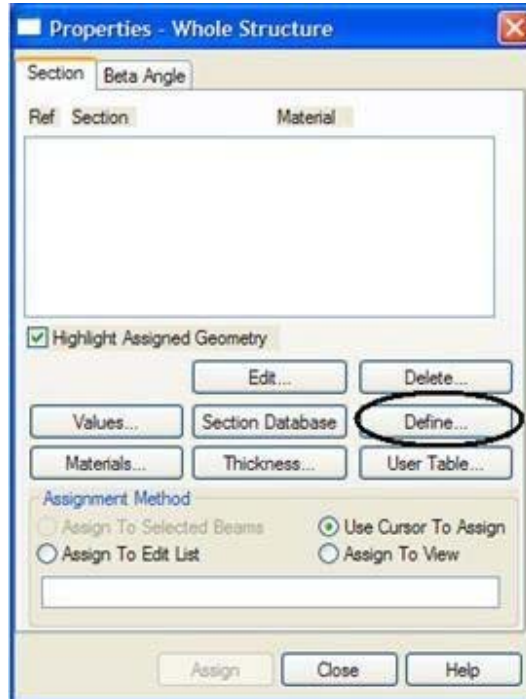 Properties - Whole Structure
Section Beta Angle
Ref Section Material
Highlight Assigned Geometry
Edit... Delete...
Values... Section Database Define...
Materials... Thickness... User Table...
Assignment Method
Assign To Selected Beams Use Cursor To Assign
Assign To Edit List Assign To View
Assign Close Help